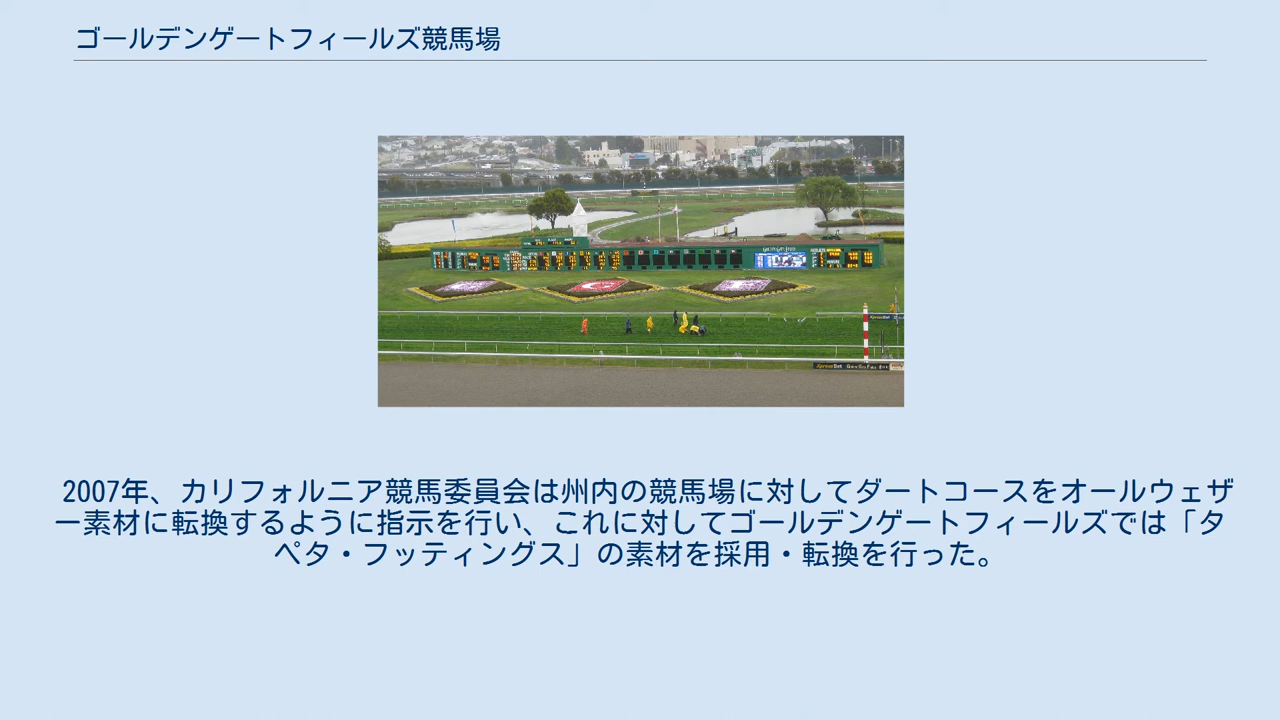 ゴールデンゲートフィールズ競馬場
2007年、カリフォルニア競馬委員会は州内の競馬場に対してダートコースをオールウェザ
ー素材に転換するように指示を行い、これに対してゴールデンゲートフィールズでは「タ
ペタ・フッティングス」の素材を採用・転換を行った。